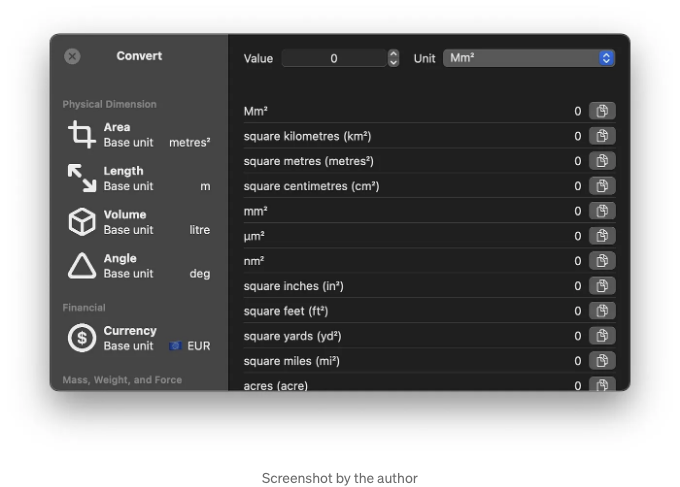 Convert
Value 0 Unit Mm²
Physical Dimension
Area
Base unit metres²
Length
Base unit m
Volume
Base unit litre
Angle
Base unit deg
Financial
Currency
Base unit EUR
Mass, Weight, and Force
Mm² 0
square kilometres (km²) 0
square metres (metres²) 0
square centimetres (cm²) 0
mm² 0
µm² 0
nm² 0
square inches (in²) 0
square feet (ft²) 0
square yards (yd²) 0
square miles (mi²) 0
acres (acre) 0
Screenshot by the author